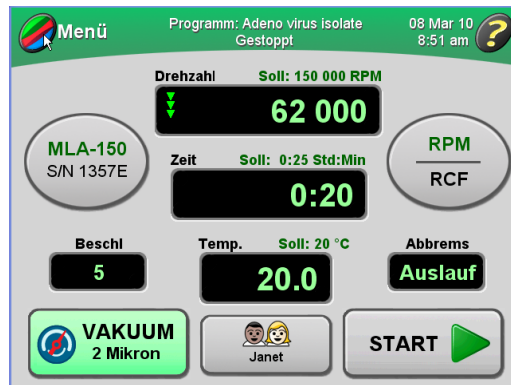 Menü
Programm: Adeno virus isolate
Gestoppt
08 Mar 10
8:51 am
?
Drehzahl Soll: 150 000 RPM
62 000
MLA-150
S/N 1357E
RPM
RCF
Zeit Soll: 0:25 Std:Min
0:20
Beschl
5
Temp. Soll: 20 °C
20.0
Abbrems
Auslauf
VAKUUM
2 Mikron
Janet
START